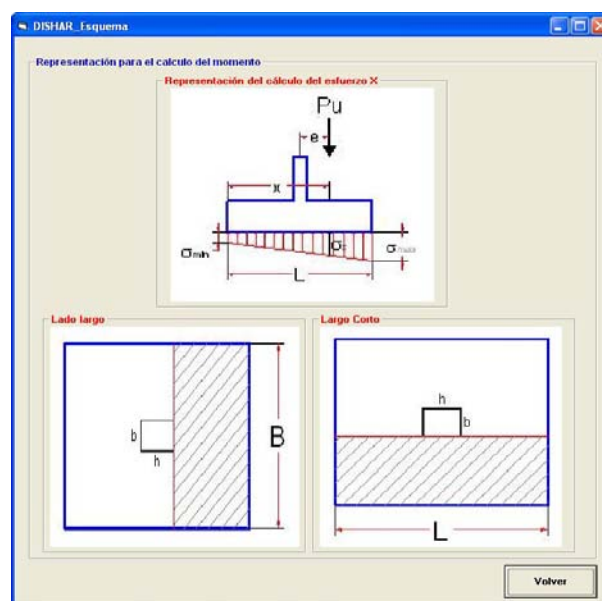 DISHAR_Esquema
Representación para el calculo del momento
Representación del cálculo del esfuerzo X
Pu
e
x
σmin
σmax
L
Lado largo
b
h
B
Largo Corto
h
b
L
Volver